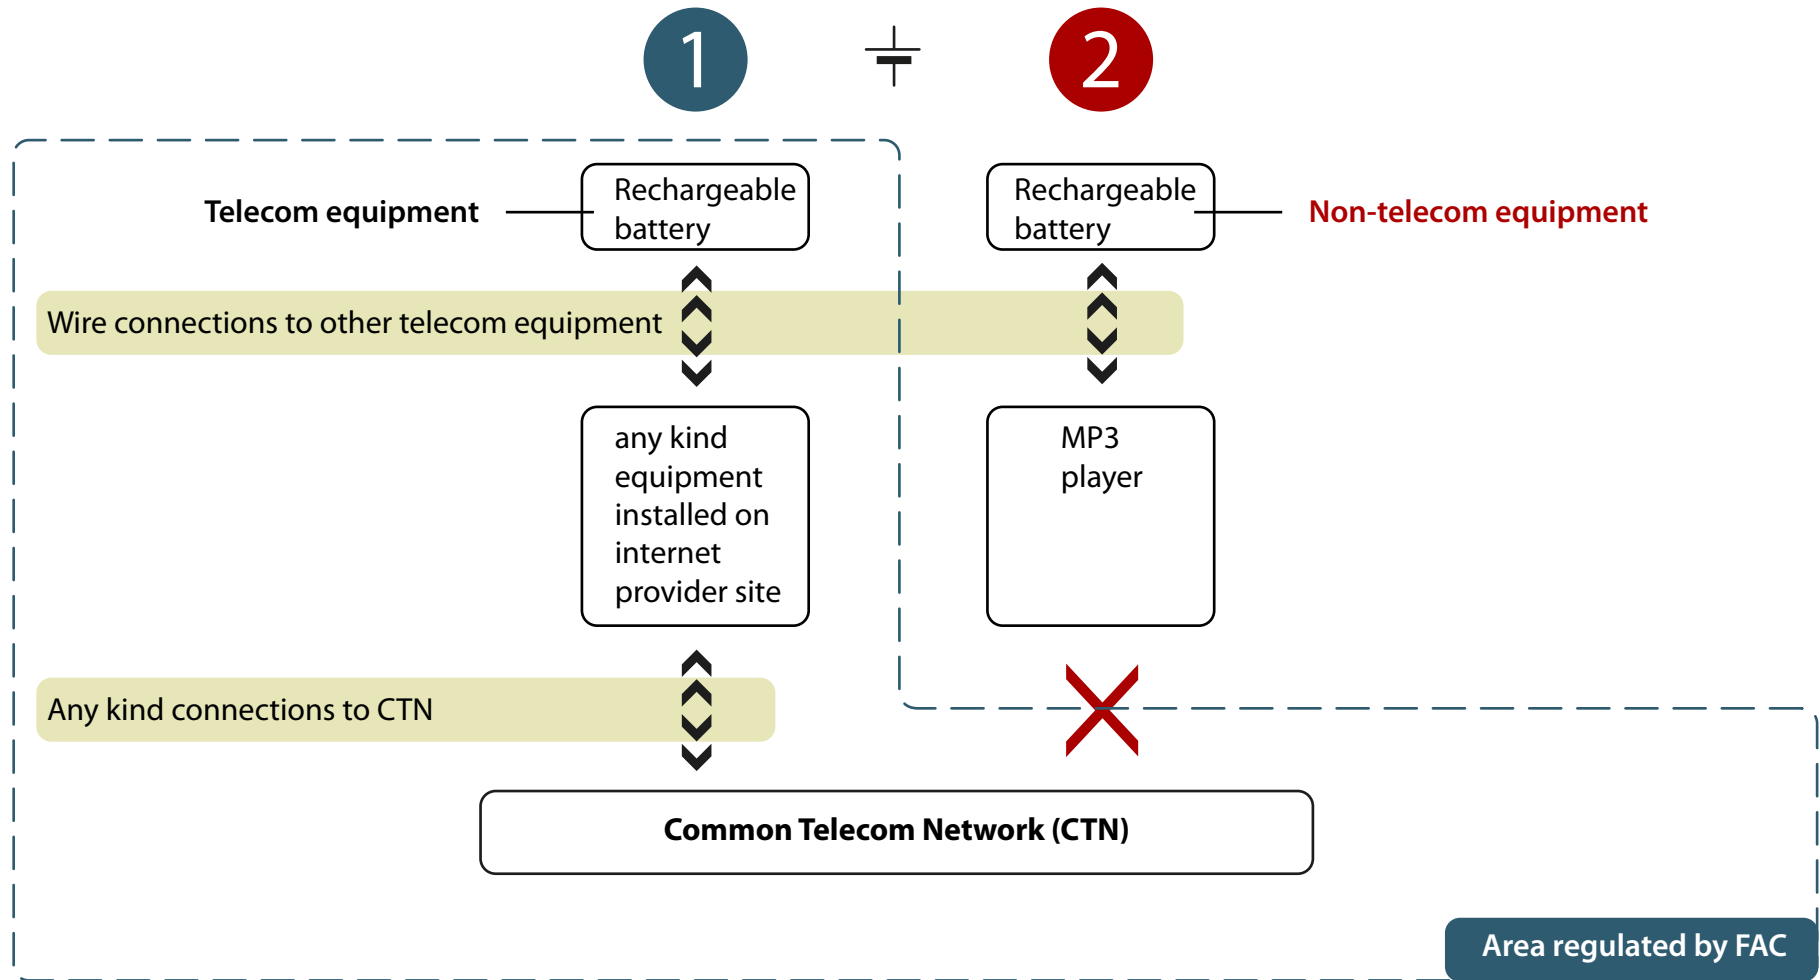 1
2
Telecom equipment
Rechargeable
battery
Rechargeable
battery
Non-telecom equipment
Wire connections to other telecom equipment
any kind
equipment
installed on
internet
provider site
MP3
player
Any kind connections to CTN
Common Telecom Network (CTN)
Area regulated by FAC